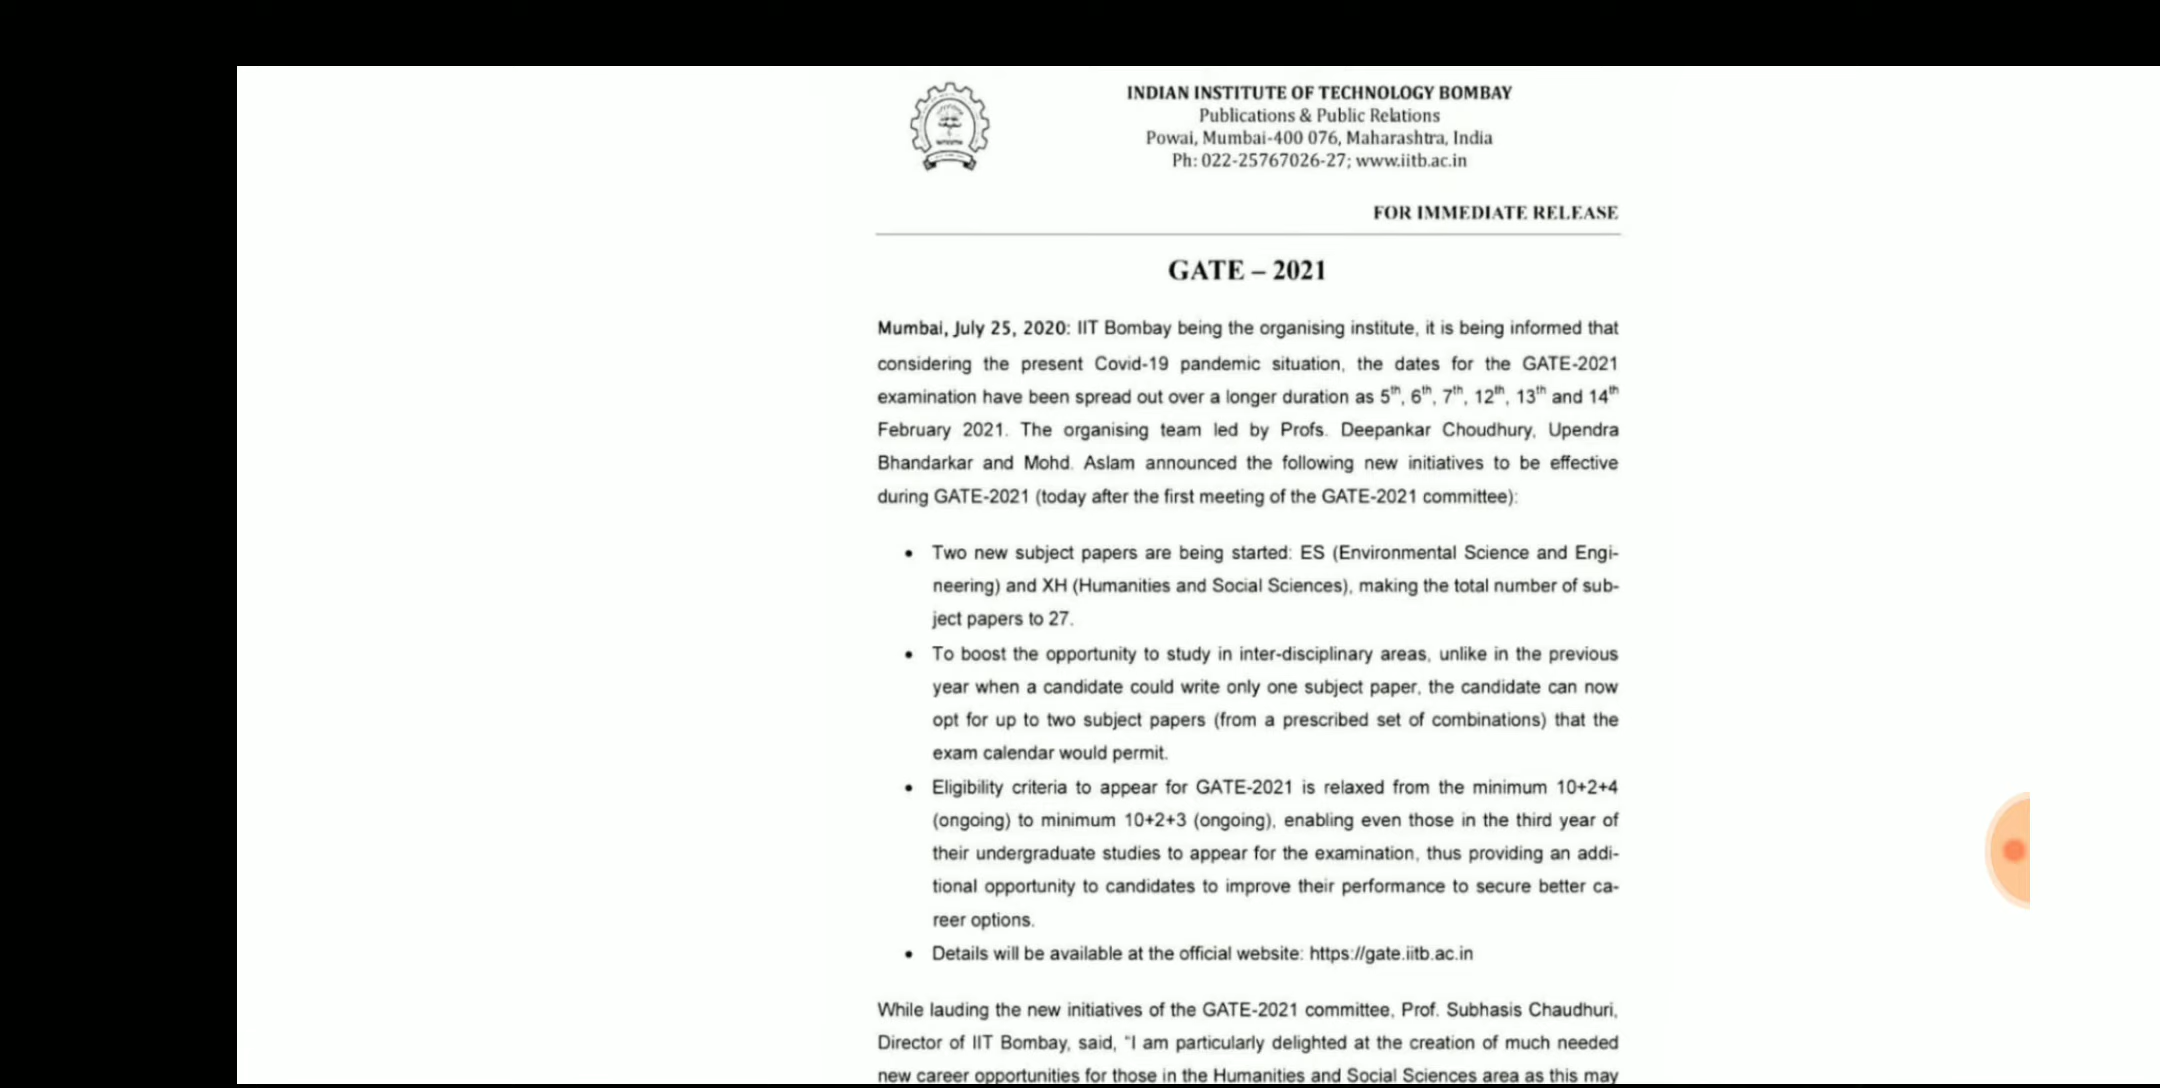 INDIAN INSTITUTE OF TECHNOLOGY BOMBAY
Publications & Public Relations
Powai, Mumbai-400 076, Maharashtra, India
Ph: 022-25767026-27; www.iitb.ac.in
FOR IMMEDIATE RELEASE
GATE – 2021
Mumbai, July 25, 2020: IIT Bombay being the organising institute, it is being informed that
considering the present Covid-19 pandemic situation, the dates for the GATE-2021
examination have been spread out over a longer duration as 5th, 6th, 7th, 12th, 13th and 14th
February 2021. The organising team led by Profs. Deepankar Choudhury, Upendra
Bhandarkar and Mohd. Aslam announced the following new initiatives to be effective
during GATE-2021 (today after the first meeting of the GATE-2021 committee):
• Two new subject papers are being started: ES (Environmental Science and Engi-
neering) and XH (Humanities and Social Sciences), making the total number of sub-
ject papers to 27.
• To boost the opportunity to study in inter-disciplinary areas, unlike in the previous
year when a candidate could write only one subject paper, the candidate can now
opt for up to two subject papers (from a prescribed set of combinations) that the
exam calendar would permit.
• Eligibility criteria to appear for GATE-2021 is relaxed from the minimum 10+2+4
(ongoing) to minimum 10+2+3 (ongoing), enabling even those in the third year of
their undergraduate studies to appear for the examination, thus providing an addi-
tional opportunity to candidates to improve their performance to secure better ca-
reer options.
• Details will be available at the official website: https://gate.iitb.ac.in
While lauding the new initiatives of the GATE-2021 committee, Prof. Subhasis Chaudhuri,
Director of IIT Bombay, said, "I am particularly delighted at the creation of much needed
new career opportunities for those in the Humanities and Social Sciences area as this may